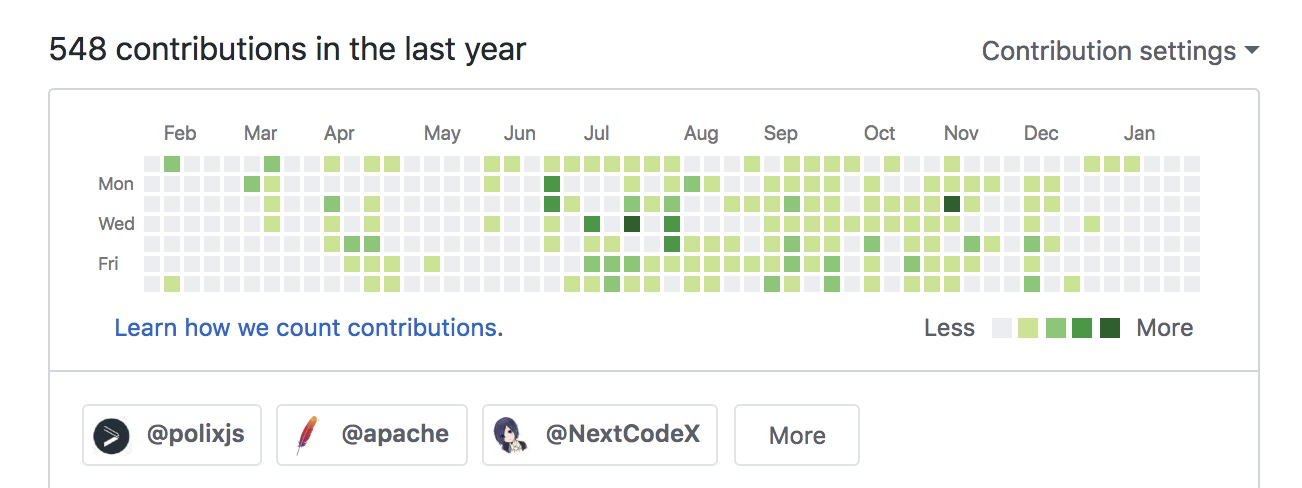 548 contributions in the last year
Contribution settings
Feb Mar Apr May Jun Jul Aug Sep Oct Nov Dec Jan
Mon
Wed
Fri
Learn how we count contributions.
Less More
@polixjs @apache @NextCodeX More